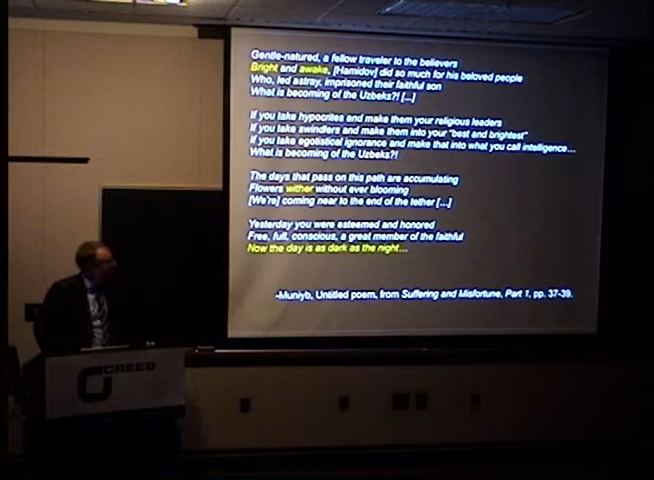 Gentle-natured, a fellow traveler to the believers
Bright and awake, [Hamidov] did so much for his beloved people
Who, led astray, imprisoned their faithful son
What is becoming of the Uzbeks?! [...]
If you take hypocrites and make them your religious leaders
If you take swindlers and make them into your "best and brightest"
If you take egotistical ignorance and make that into what you call intelligence...
What is becoming of the Uzbeks?!
The days that pass on this path are accumulating
Flowers wither without ever blooming
[We're] coming near to the end of the tether [...]
Yesterday you were esteemed and honored
Free, full, conscious, a great member of the faithful
Now the day is as dark as the night...
-Muniyb, Untitled poem, from Suffering and Misfortune, Part 1, pp. 37-39.
CREES